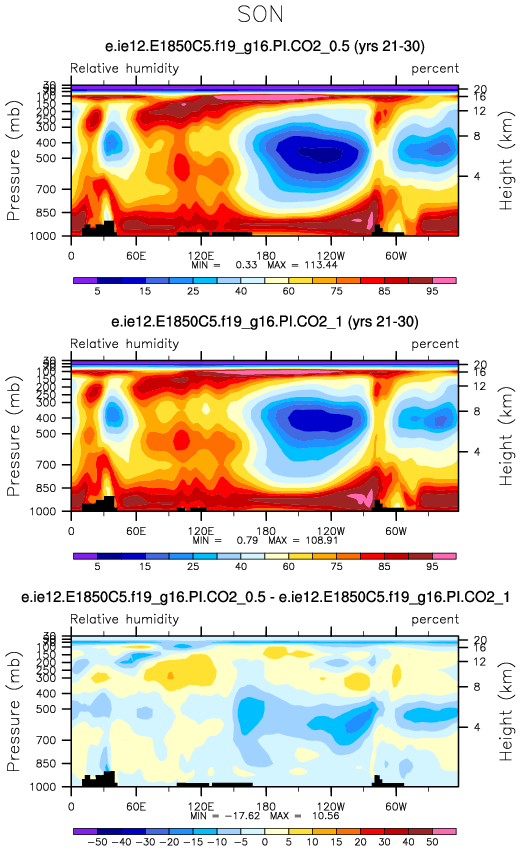 SON
e.ie12.E1850C5.f19_g16.PI.CO2_0.5 (yrs 21-30)
Relative humidity percent
Pressure (mb)
100
150
200
250
300
400
500
700
850
1000
20
16
12
8
4
Height (km)
0 60E 120E 180 120W 60W
MIN = 0.33 MAX = 113.44
5 15 25 40 60 75 85 95
e.ie12.E1850C5.f19_g16.PI.CO2_1 (yrs 21-30)
Relative humidity percent
Pressure (mb)
100
150
200
250
300
400
500
700
850
1000
20
16
12
8
4
Height (km)
0 60E 120E 180 120W 60W
MIN = 0.79 MAX = 108.91
5 15 25 40 60 75 85 95
e.ie12.E1850C5.f19_g16.PI.CO2_0.5 - e.ie12.E1850C5.f19_g16.PI.CO2_1
Relative humidity percent
Pressure (mb)
30
100
150
200
250
300
400
500
700
850
1000
20
16
12
8
4
Height (km)
0 60E 120E 180 120W 60W
MIN = -17.62 MAX = 10.56
-50 -40 -30 -20 -15 -10 -5 0 5 10 15 20 30 40 50